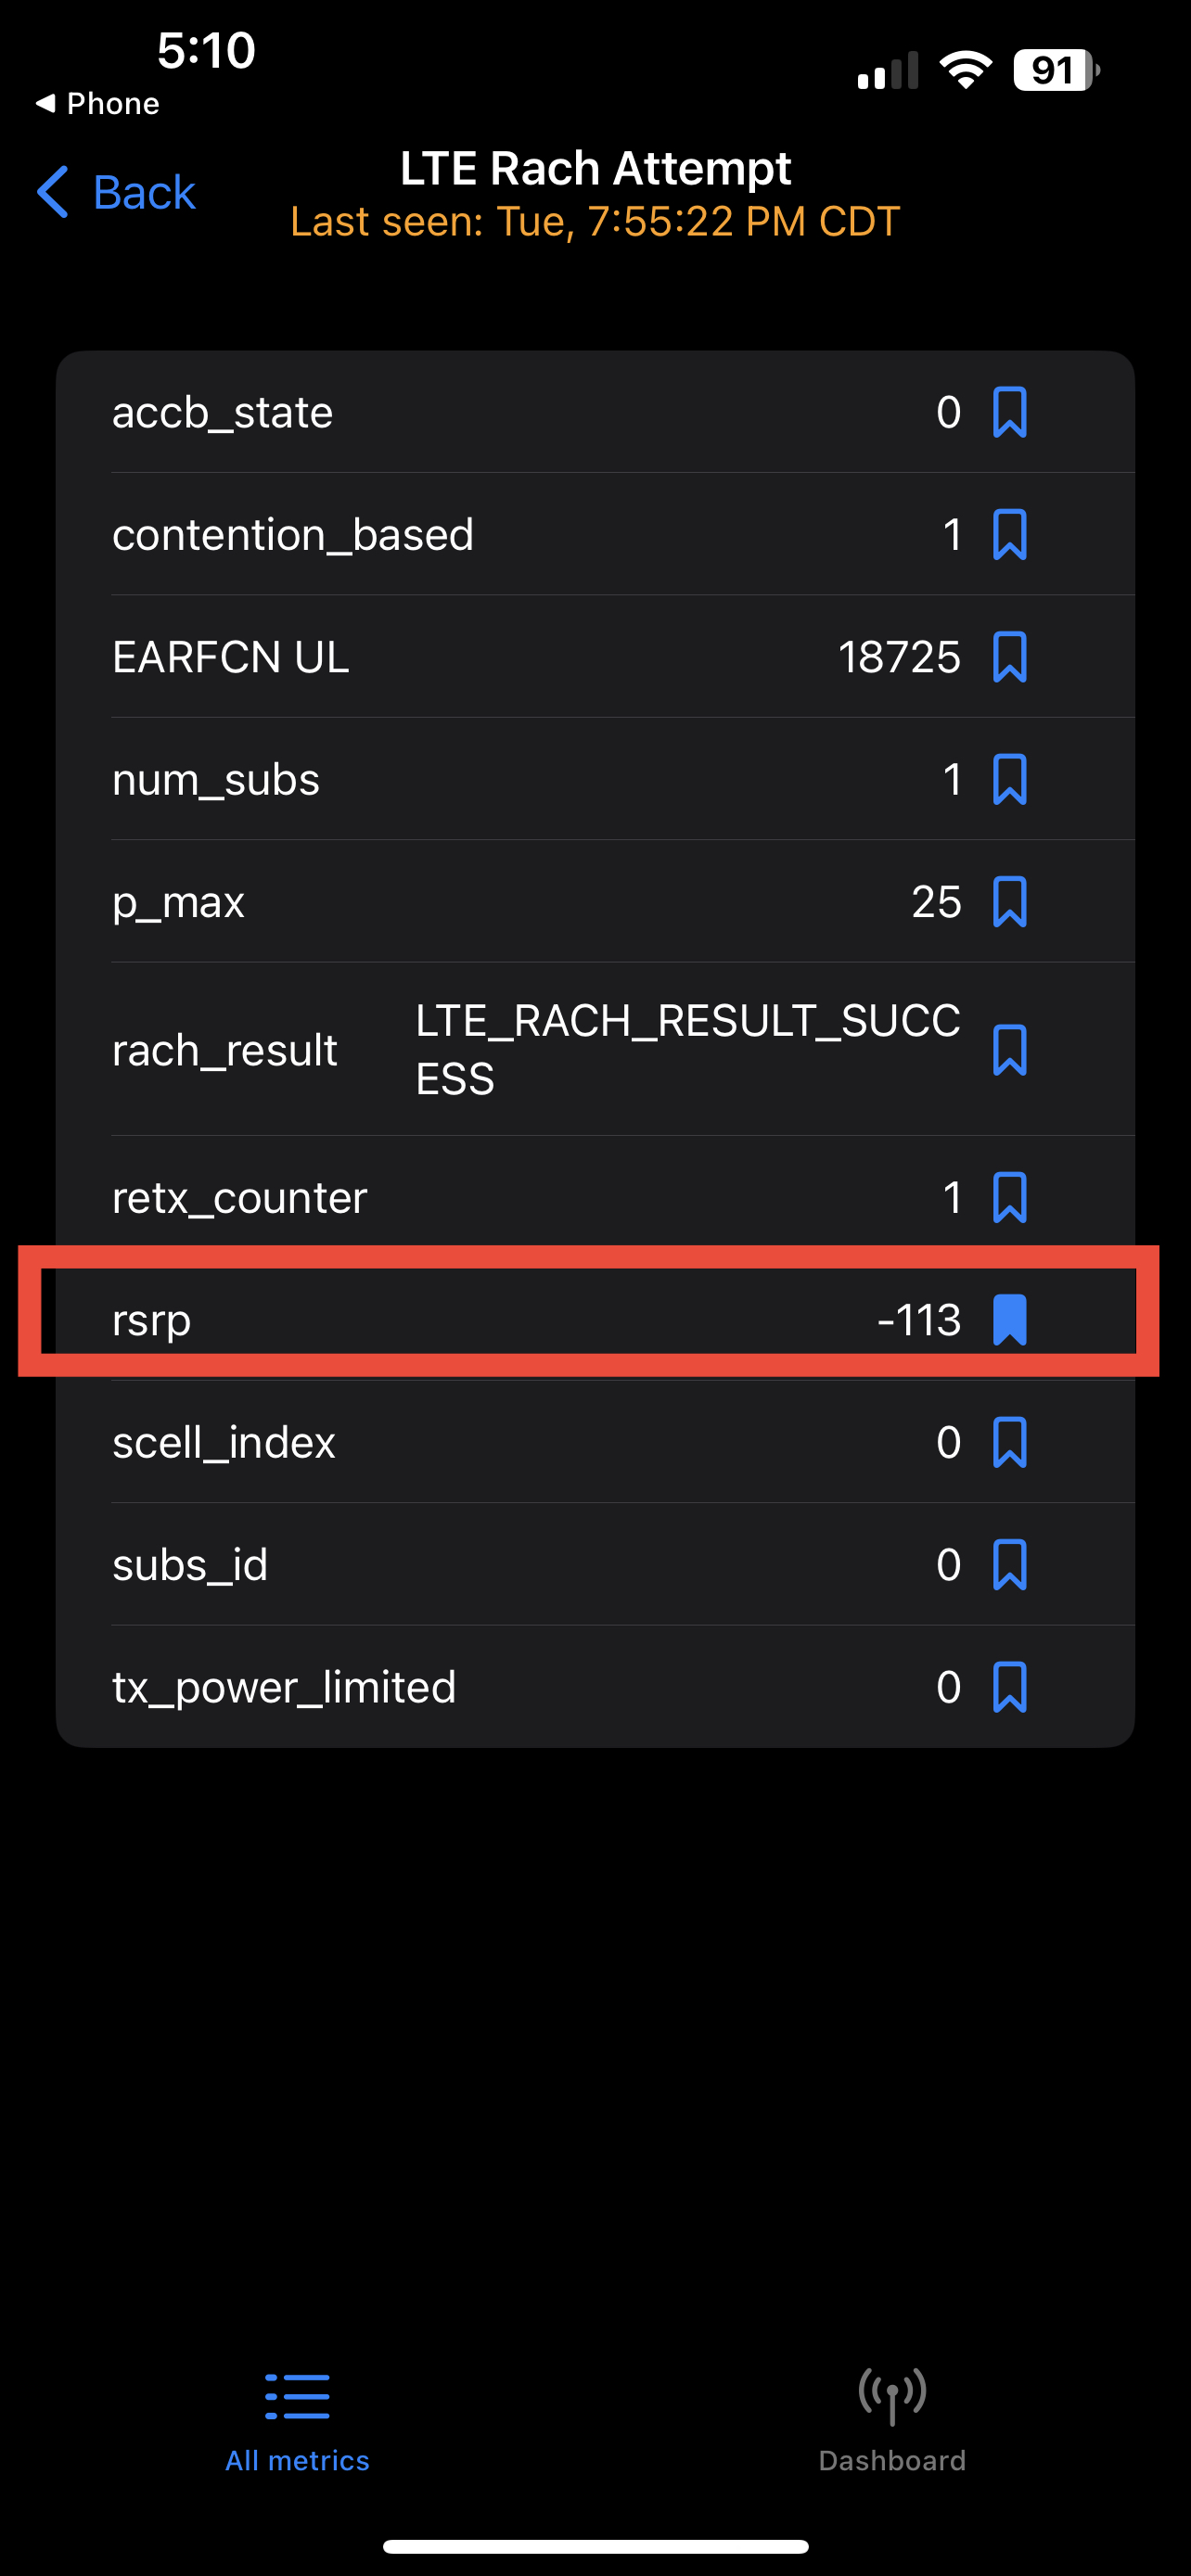 5:10
91
Phone
Back
LTE Rach Attempt
Last seen: Tue, 7:55:22 PM CDT
accb_state 0
contention_based 1
EARFCN UL 18725
num_subs 1
p_max 25
rach_result LTE_RACH_RESULT_SUCC
ESS
retx_counter 1
rsrp -113
scell_index 0
subs_id 0
tx_power_limited 0
All metrics
Dashboard